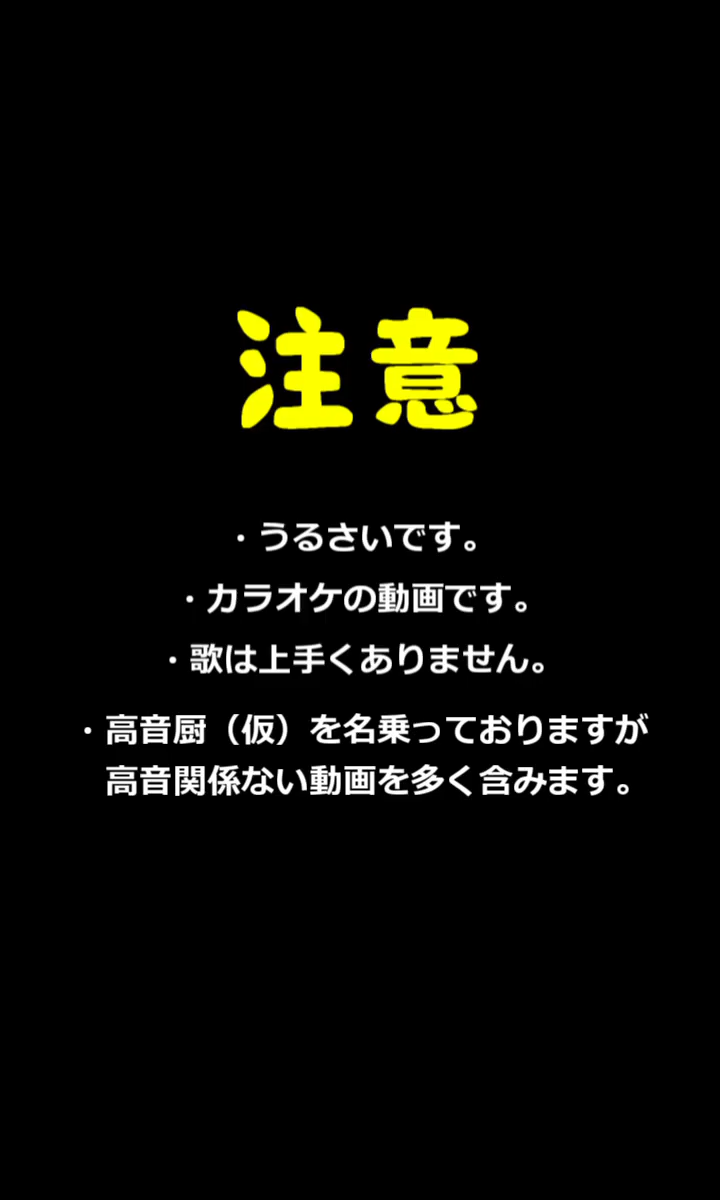 注意
・うるさいです。
・カラオケの動画です。
・歌は上手くありません。
・高音厨（仮）を名乗っておりますが
高音関係ない動画を多く含みます。